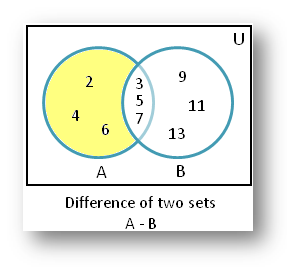 U
2 3 9
4 5 11
6 7 13
A B
Difference of two sets
A - B